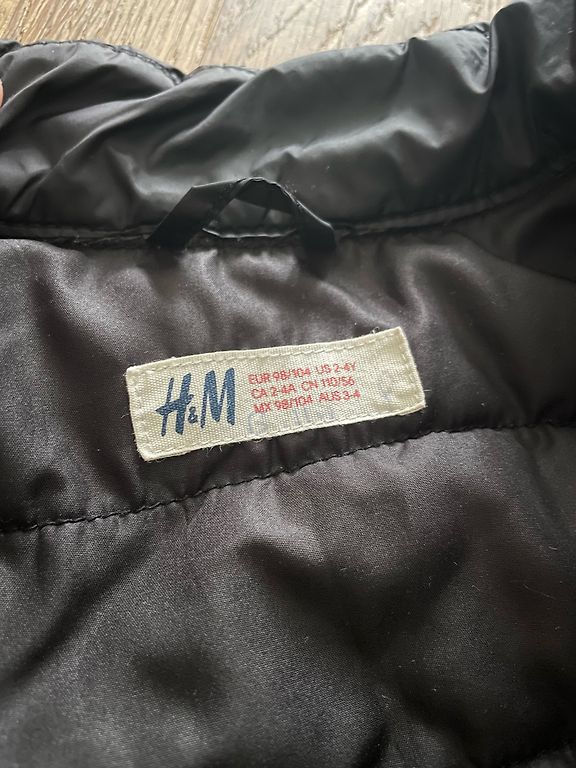 H&M
EUR 98/104 US 2-4Y
CA 2-4A CN 110/56
MX 98/104 AUS 3-4